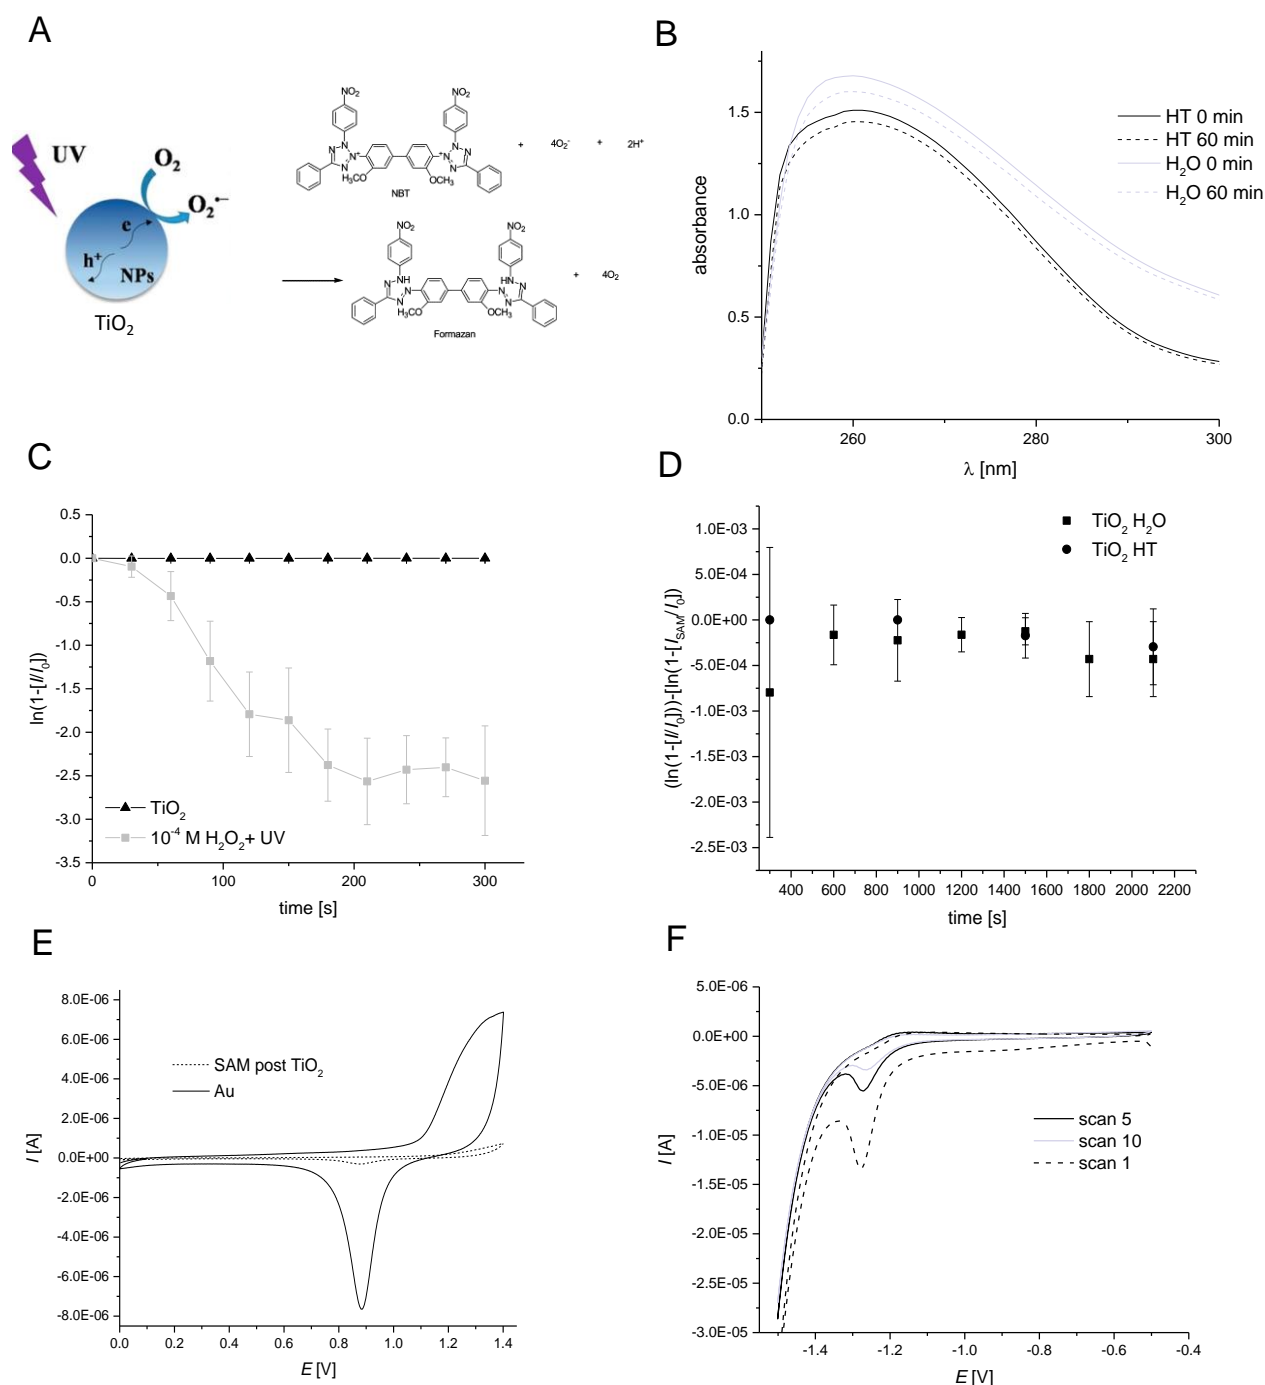 A
UV
O₂
O₂•−
e
h⁺
NPs
TiO₂
NO₂
NO₂
N
N
N
N⁺
N
N
N
N⁺
H₃CO
OCH₃
NBT
+ 4O₂⁻ + 2H⁺
NO₂
NO₂
NH
HN
N
N
N
N
N
N
H₃CO
OCH₃
Formazan
+ 4O₂
B
absorbance
1.5
1.0
0.5
0.0
260 280 300
λ [nm]
HT 0 min
HT 60 min
H₂O 0 min
H₂O 60 min
C
ln(1-[I/I₀])
0.5
0.0
-0.5
-1.0
-1.5
-2.0
-2.5
-3.0
-3.5
0 100 200 300
time [s]
TiO₂
10⁻⁴ M H₂O₂+ UV
D
(ln(1-[I/I₀]))-[ln(1-[I_SAM/I₀])
1.0E-03
5.0E-04
0.0E+00
-5.0E-04
-1.0E-03
-1.5E-03
-2.0E-03
-2.5E-03
400 600 800 1000 1200 1400 1600 1800 2000 2200
time [s]
TiO₂ H₂O
TiO₂ HT
E
I [A]
8.0E-06
6.0E-06
4.0E-06
2.0E-06
0.0E+00
-2.0E-06
-4.0E-06
-6.0E-06
-8.0E-06
0.0 0.2 0.4 0.6 0.8 1.0 1.2 1.4
E [V]
SAM post TiO₂
Au
F
I [A]
5.0E-06
0.0E+00
-5.0E-06
-1.0E-05
-1.5E-05
-2.0E-05
-2.5E-05
-3.0E-05
-1.4 -1.2 -1.0 -0.8 -0.6 -0.4
E [V]
scan 5
scan 10
scan 1